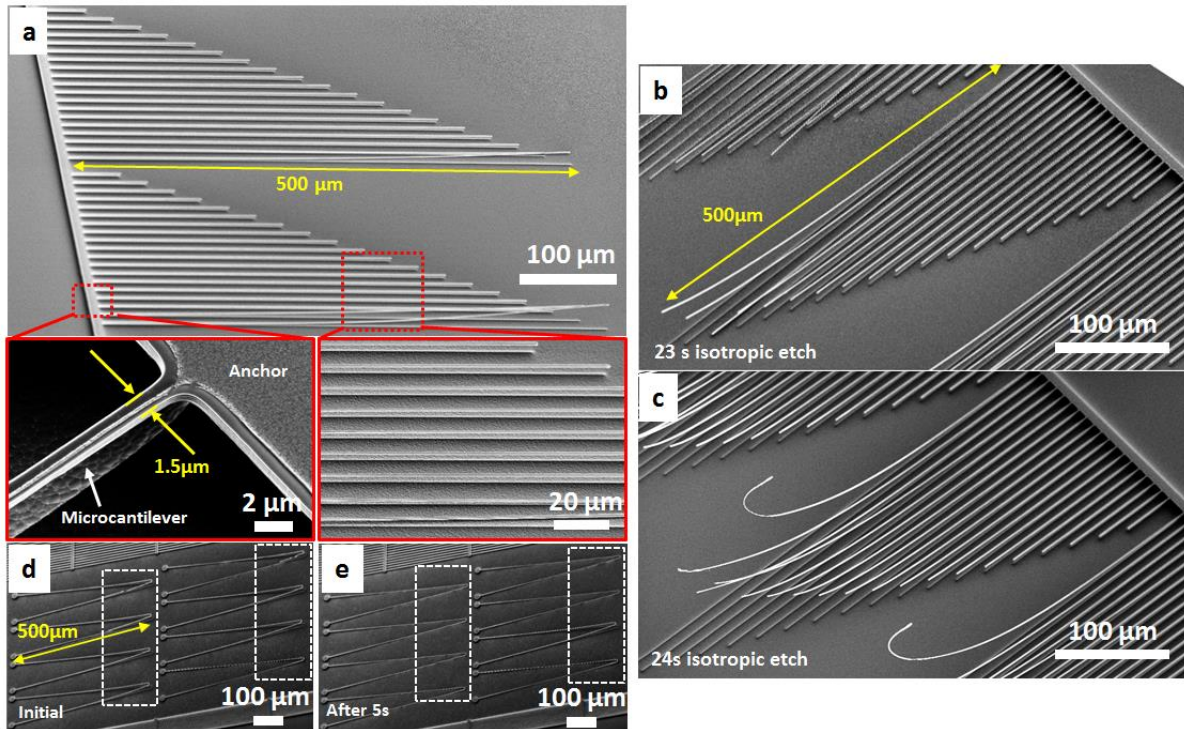 a
500 µm
100 µm
Anchor
1.5µm
Microcantilever
2 µm
20 µm
b
500µm
23 s isotropic etch
100 µm
c
24s isotropic etch
100 µm
d
500µm
Initial
100 µm
e
After 5s
100 µm